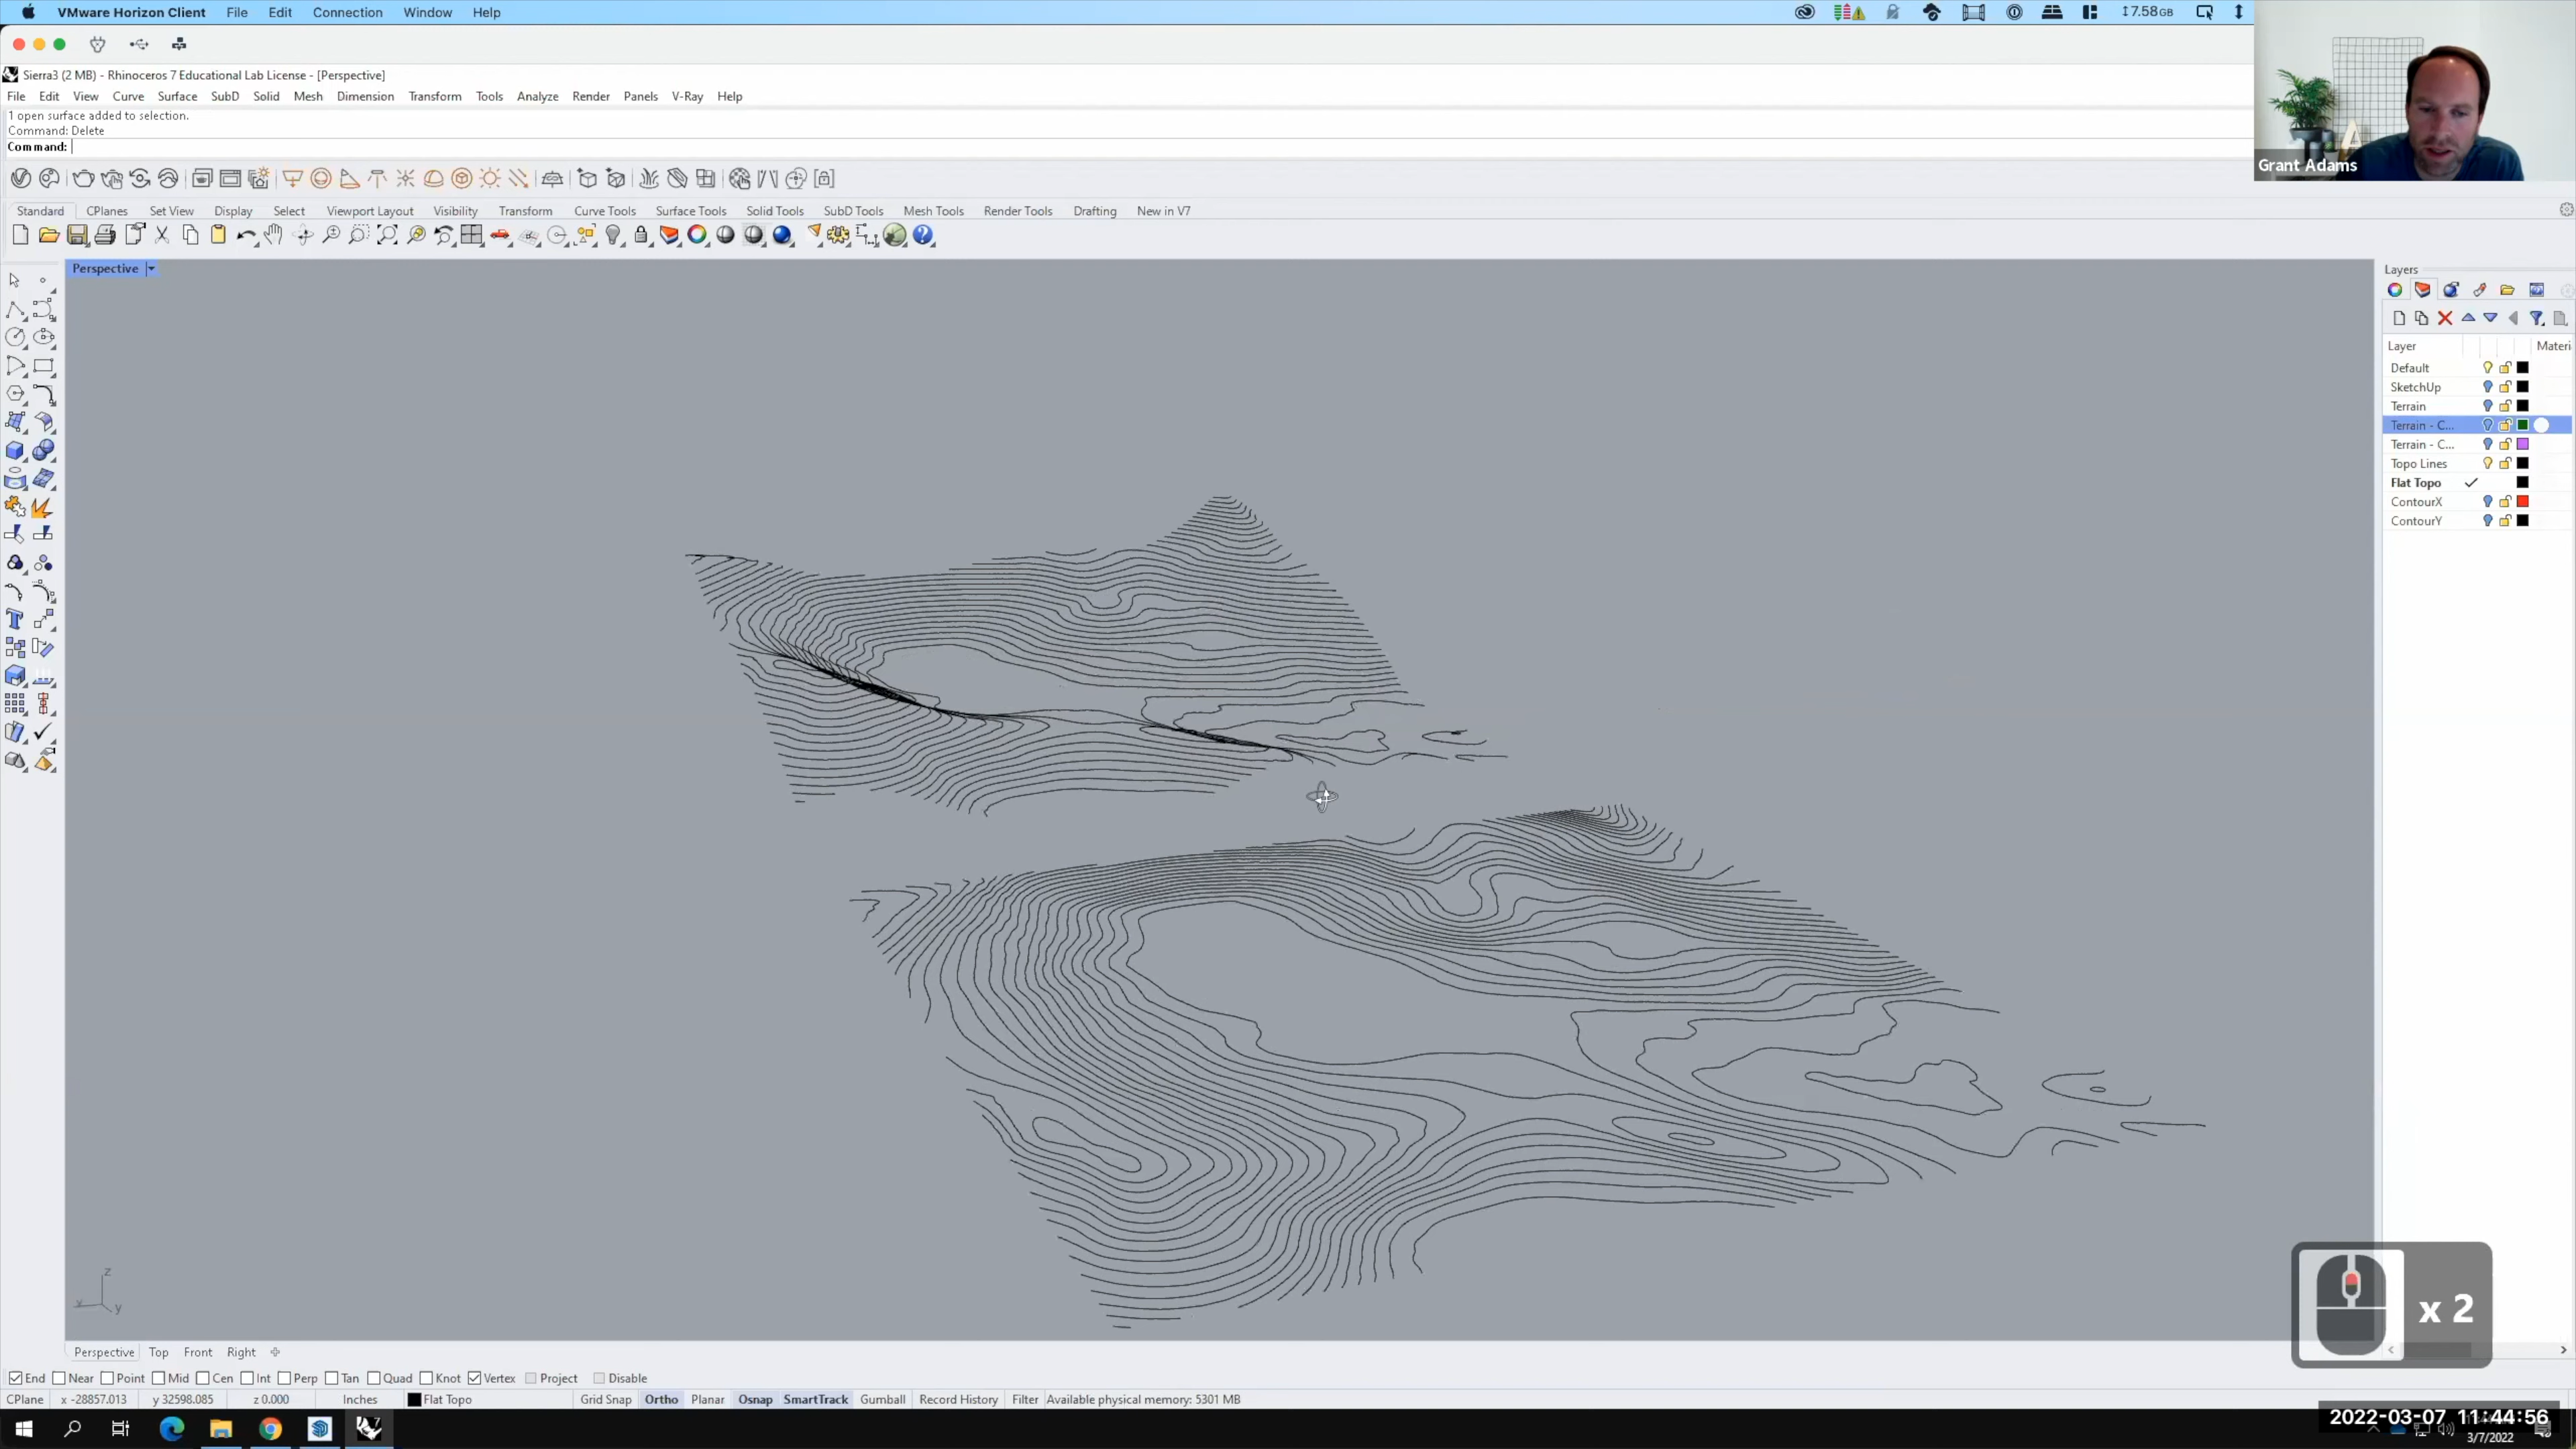 VMware Horizon Client File Edit Connection Window Help 7.58GB
Sierra3 (2 MB) - Rhinoceros 7 Educational Lab License - [Perspective]
File Edit View Curve Surface SubD Solid Mesh Dimension Transform Tools Analyze Render Panels V-Ray Help
1 open surface added to selection.
Command: Delete
Command:
Grant Adams
Standard CPlanes Set View Display Select Viewport Layout Visibility Transform Curve Tools Surface Tools Solid Tools SubD Tools Mesh Tools Render Tools Drafting New in V7
Perspective
Layers
Layer Materi
Default
SketchUp
Terrain
Terrain - C...
Terrain - C...
Topo Lines
Flat Topo
ContourX
ContourY
z
x y
x 2
Perspective Top Front Right
End Near Point Mid Cen Int Perp Tan Quad Knot Vertex Project Disable
CPlane x -28857.013 y 32598.085 z 0.000 Inches Flat Topo Grid Snap Ortho Planar Osnap SmartTrack Gumball Record History Filter Available physical memory: 5301 MB
2022-03-07 11:44:56
3/7/2022